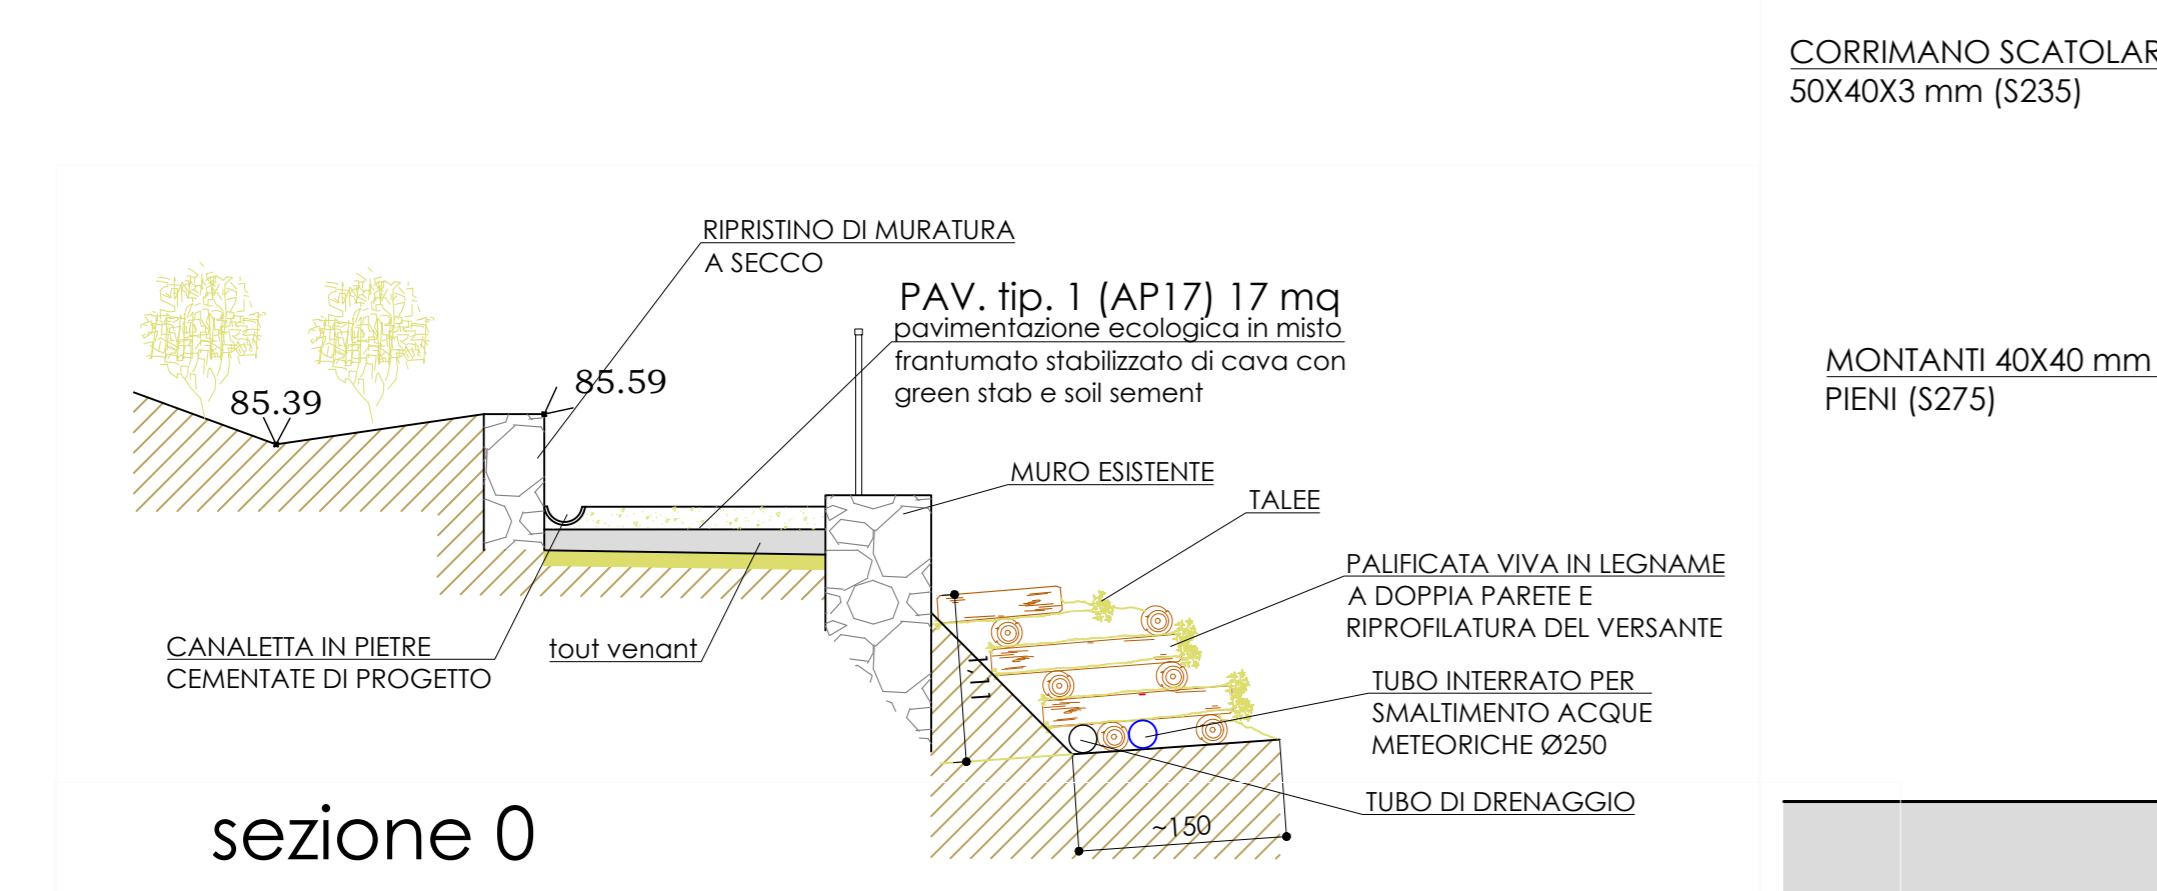 CORRIMANO SCATOLAR
50X40X3 mm (S235)
RIPRISTINO DI MURATURA
A SECCO
PAV. tip. 1 (AP17) 17 mq
pavimentazione ecologica in misto
frantumato stabilizzato di cava con
green stab e soil sement
85.59
85.39
MONTANTI 40X40 mm
PIENI (S275)
MURO ESISTENTE
TALEE
PALIFICATA VIVA IN LEGNAME
A DOPPIA PARETE E
RIPROFILATURA DEL VERSANTE
CANALETTA IN PIETRE
CEMENTATE DI PROGETTO
tout venant
TUBO INTERRATO PER
SMALTIMENTO ACQUE
METEORICHE Ø250
TUBO DI DRENAGGIO
~150
sezione 0